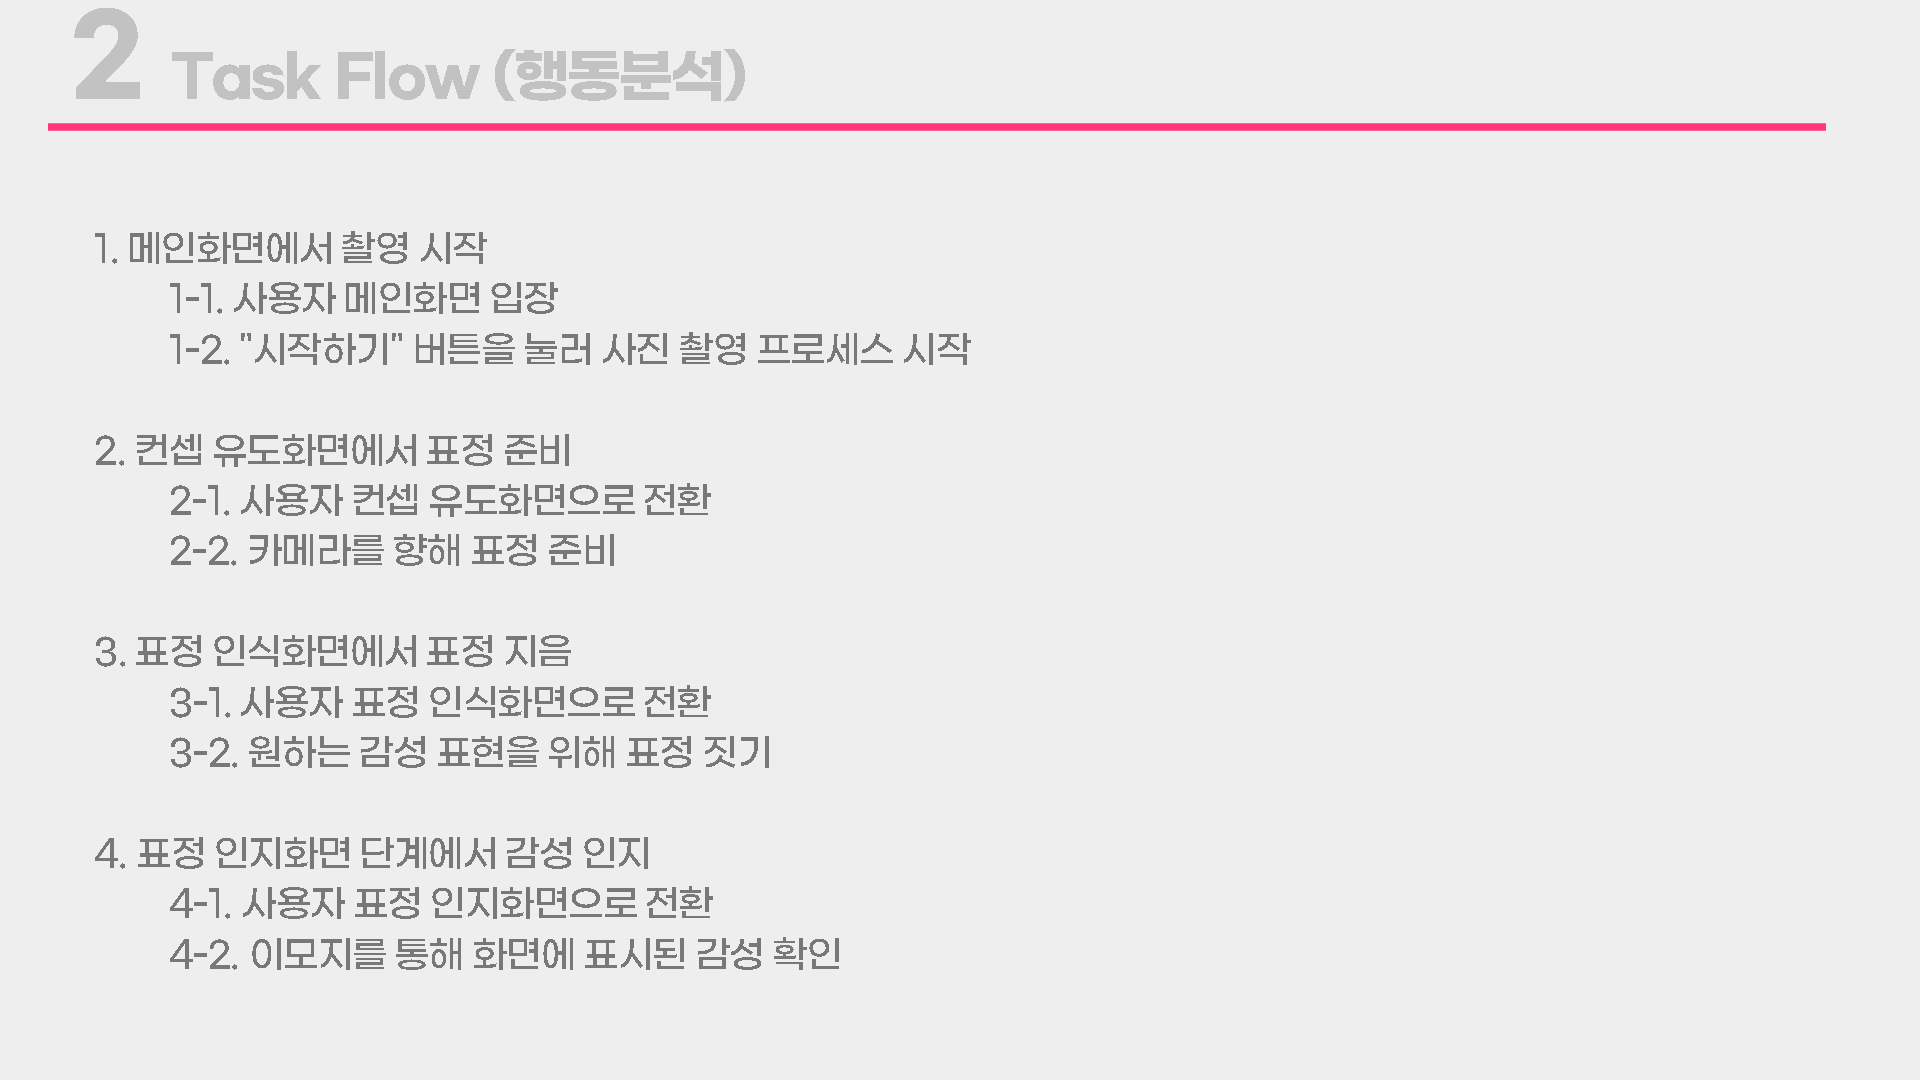 2 Task Flow (행동분석)
1. 메인화면에서 촬영 시작
1-1. 사용자 메인화면 입장
1-2. "시작하기" 버튼을 눌러 사진 촬영 프로세스 시작
2. 컨셉 유도화면에서 표정 준비
2-1. 사용자 컨셉 유도화면으로 전환
2-2. 카메라를 향해 표정 준비
3. 표정 인식화면에서 표정 지음
3-1. 사용자 표정 인식화면으로 전환
3-2. 원하는 감성 표현을 위해 표정 짓기
4. 표정 인지화면 단계에서 감성 인지
4-1. 사용자 표정 인지화면으로 전환
4-2. 이모지를 통해 화면에 표시된 감성 확인